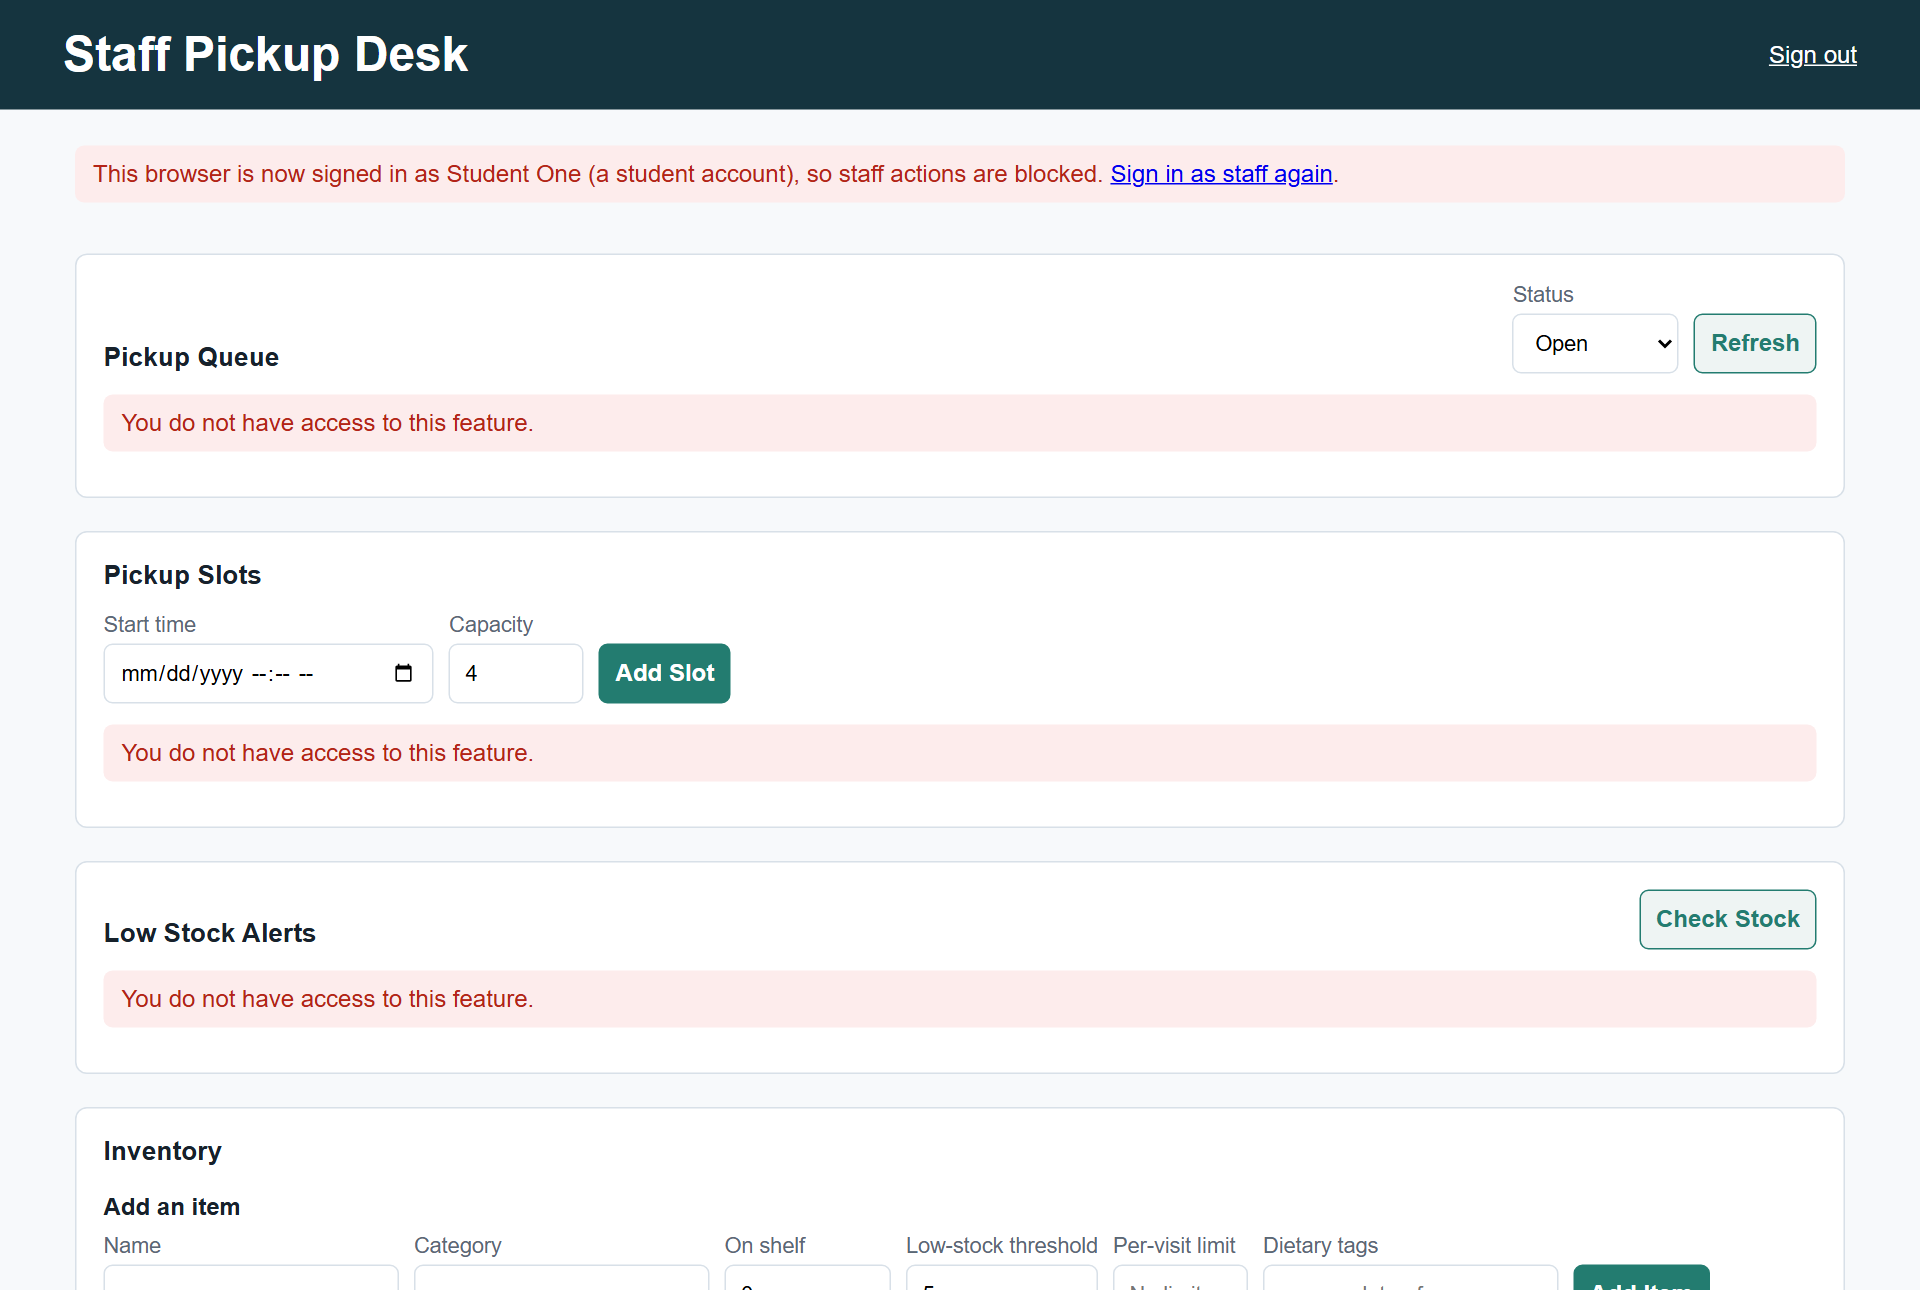 Staff Pickup Desk
Sign out
This browser is now signed in as Student One (a student account), so staff actions are blocked. Sign in as staff again.
Status
Pickup Queue
Open
Refresh
You do not have access to this feature.
Pickup Slots
Start time
Capacity
mm/dd/yyyy --:-- --
4
Add Slot
You do not have access to this feature.
Low Stock Alerts
Check Stock
You do not have access to this feature.
Inventory
Add an item
Name
Category
On shelf
Low-stock threshold
Per-visit limit
Dietary tags
Add Item